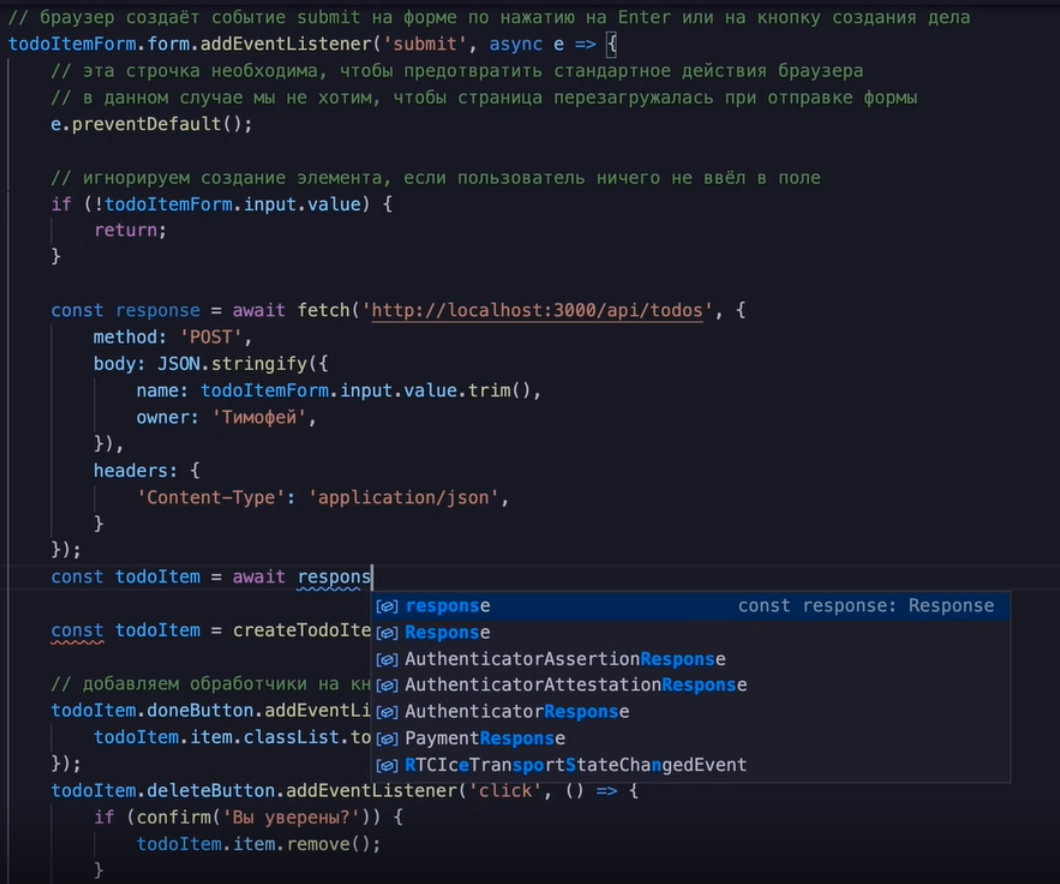 // браузер создаёт событие submit на форме по нажатию на Enter или на кнопку создания дела
todoItemForm.form.addEventListener('submit', async e => {
// эта строчка необходима, чтобы предотвратить стандартное действия браузера
// в данном случае мы не хотим, чтобы страница перезагружалась при отправке формы
e.preventDefault();
// игнорируем создание элемента, если пользователь ничего не ввёл в поле
if (!todoItemForm.input.value) {
return;
}
const response = await fetch('http://localhost:3000/api/todos', {
method: 'POST',
body: JSON.stringify({
name: todoItemForm.input.value.trim(),
owner: 'Тимофей',
}),
headers: {
'Content-Type': 'application/json',
}
});
const todoItem = await respons
response const response: Response
Response
const todoItem = createTodoIte
AuthenticatorAssertionResponse
// добавляем обработчики на кн
AuthenticatorAttestationResponse
todoItem.doneButton.addEventLi
AuthenticatorResponse
todoItem.item.classList.to
PaymentResponse
});
RTCIceTransportStateChangedEvent
todoItem.deleteButton.addEventListener('click', () => {
if (confirm('Вы уверены?')) {
todoItem.item.remove();
}